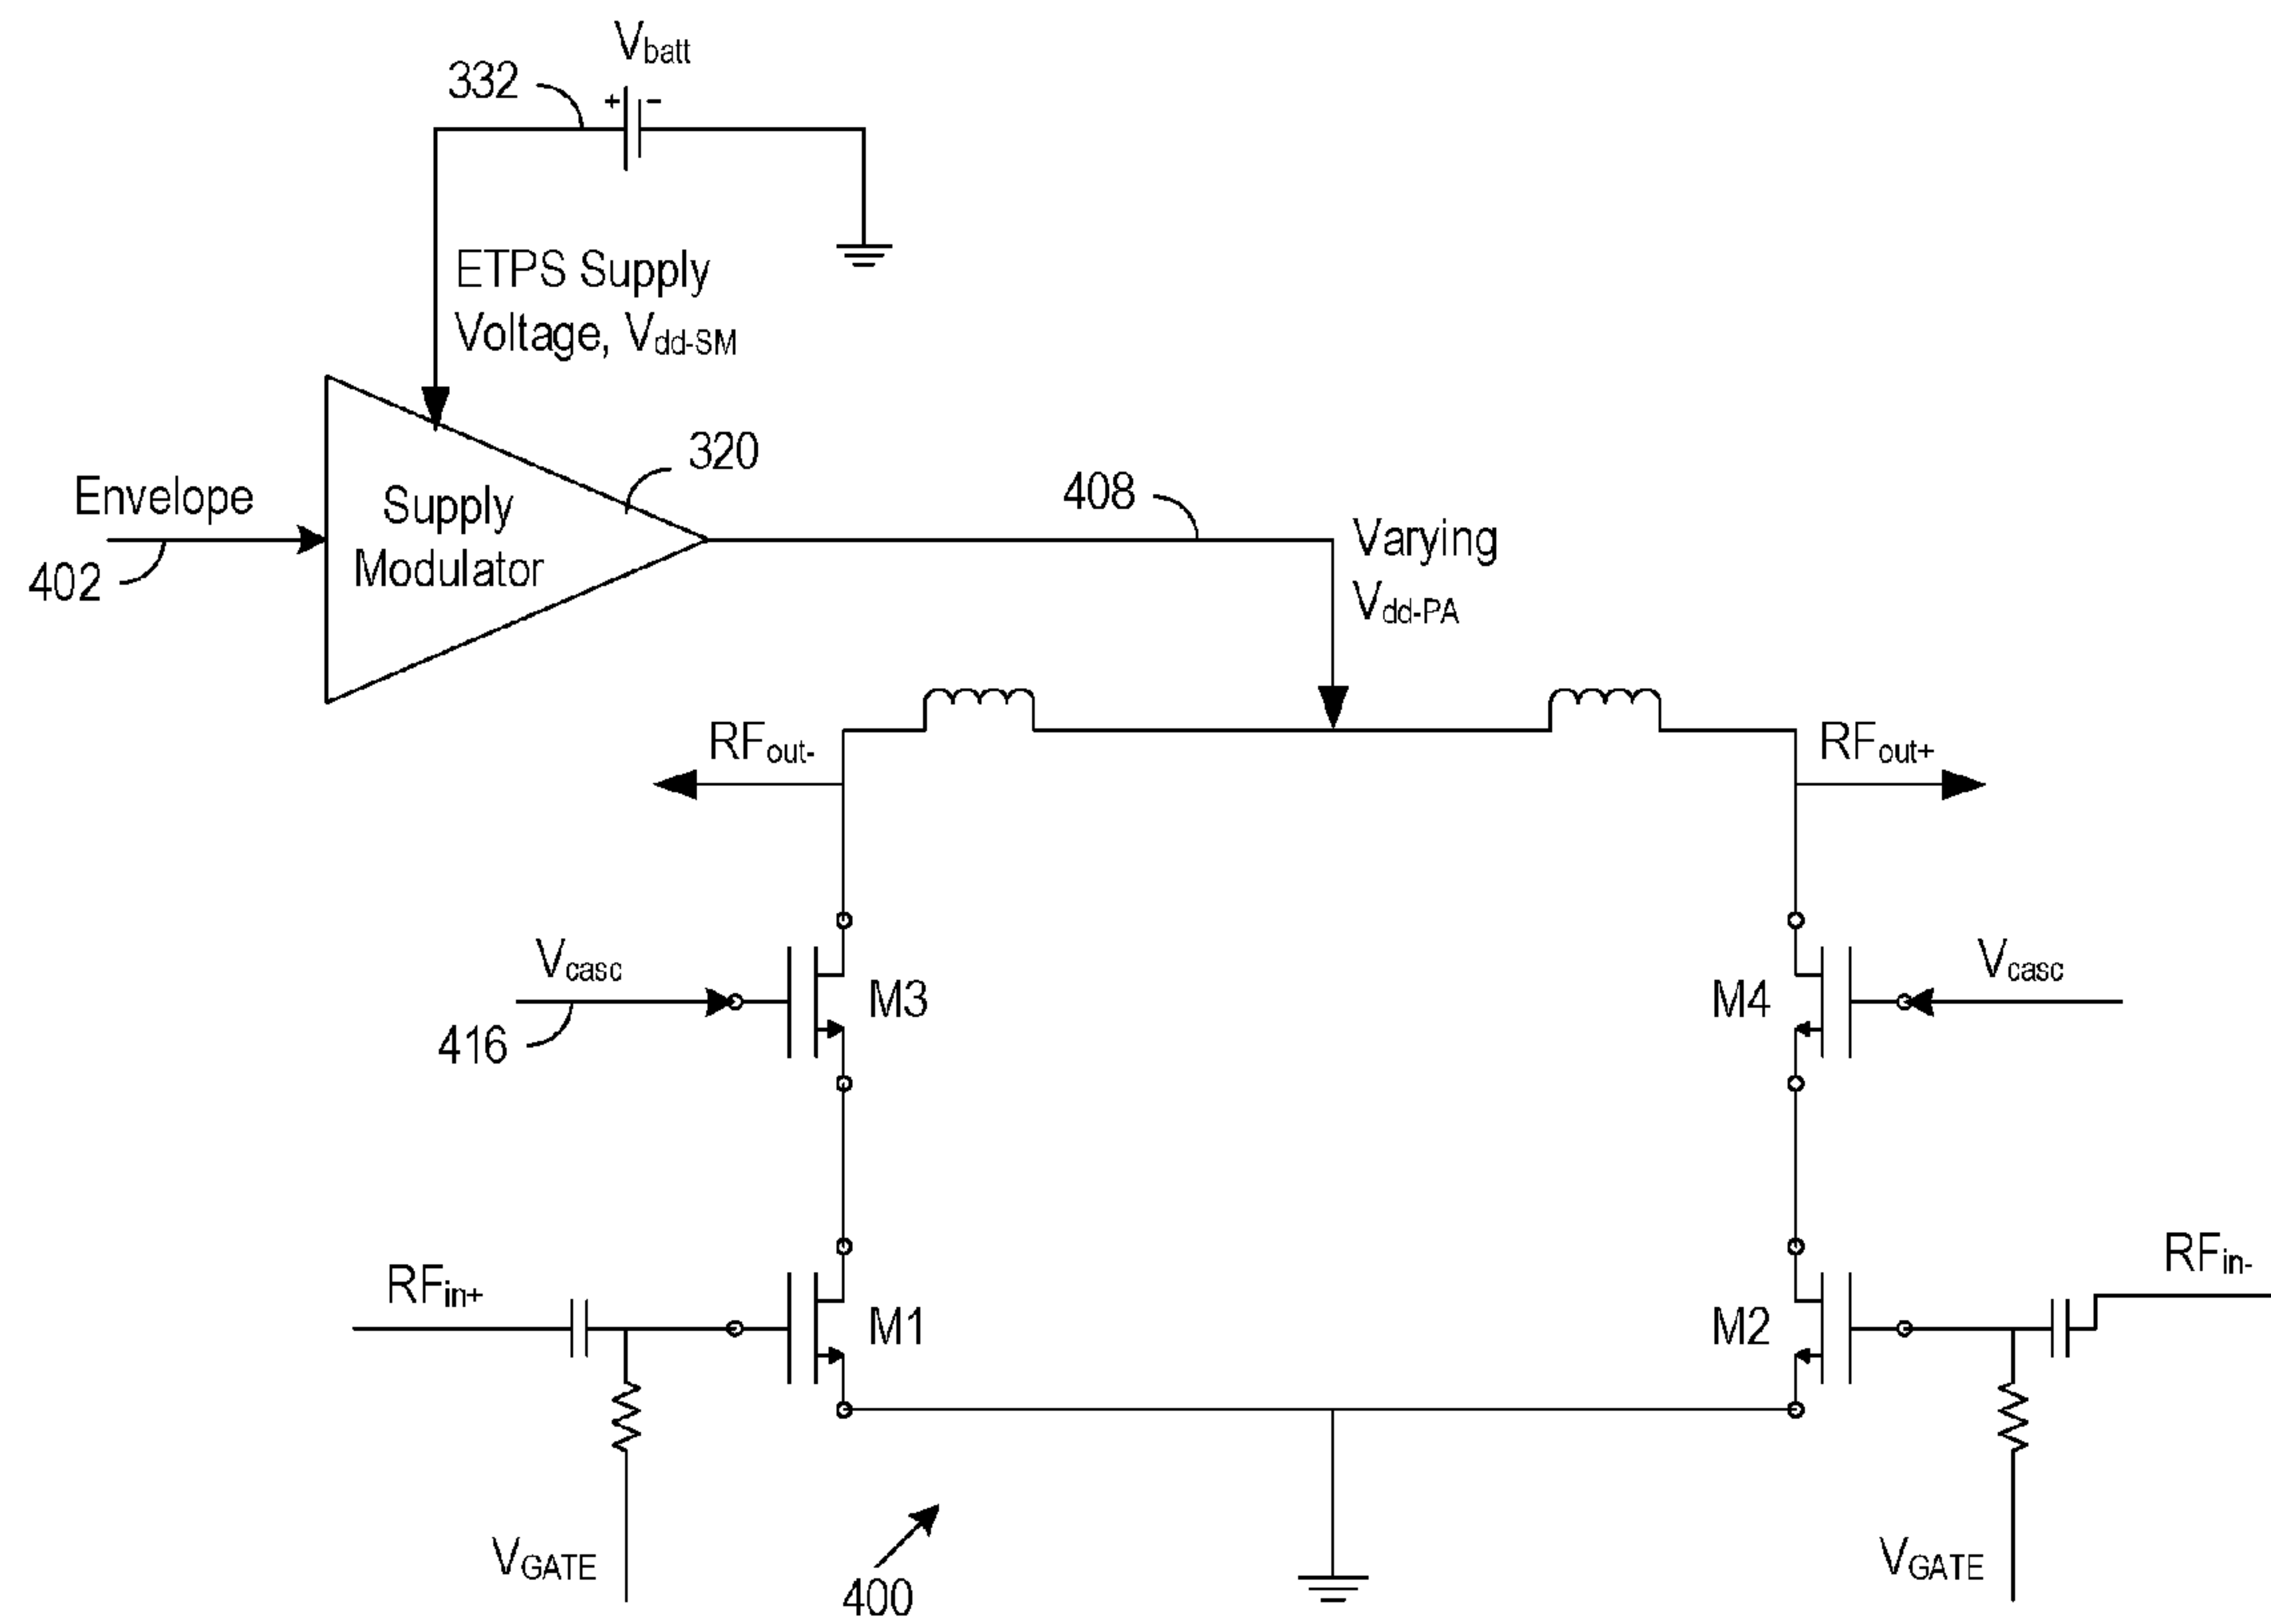 Vbatt
332
+ -
ETPS Supply
Voltage, Vdd-SM
320
Envelope
Supply
Modulator
402
408
Varying
Vdd-PA
RFout-
RFout+
Vcasc
M3
416
M4
Vcasc
RFin+
M1
M2
RFin-
VGATE
400
VGATE